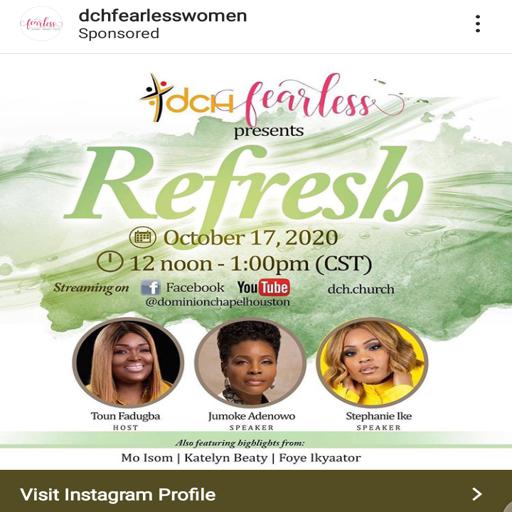 fearless
dchfearlesswomen
Sponsored
dCH fearless
presents
Refresh
October 17, 2020
12 noon - 1:00pm (CST)
Streaming on Facebook YouTube dch.church
@dominionchapelhouston
Toun Fadugba Jumoke Adenowo Stephanie Ike
HOST SPEAKER SPEAKER
Also featuring highlights from:
Mo Isom | Katelyn Beaty | Foye Ikyaator
Visit Instagram Profile